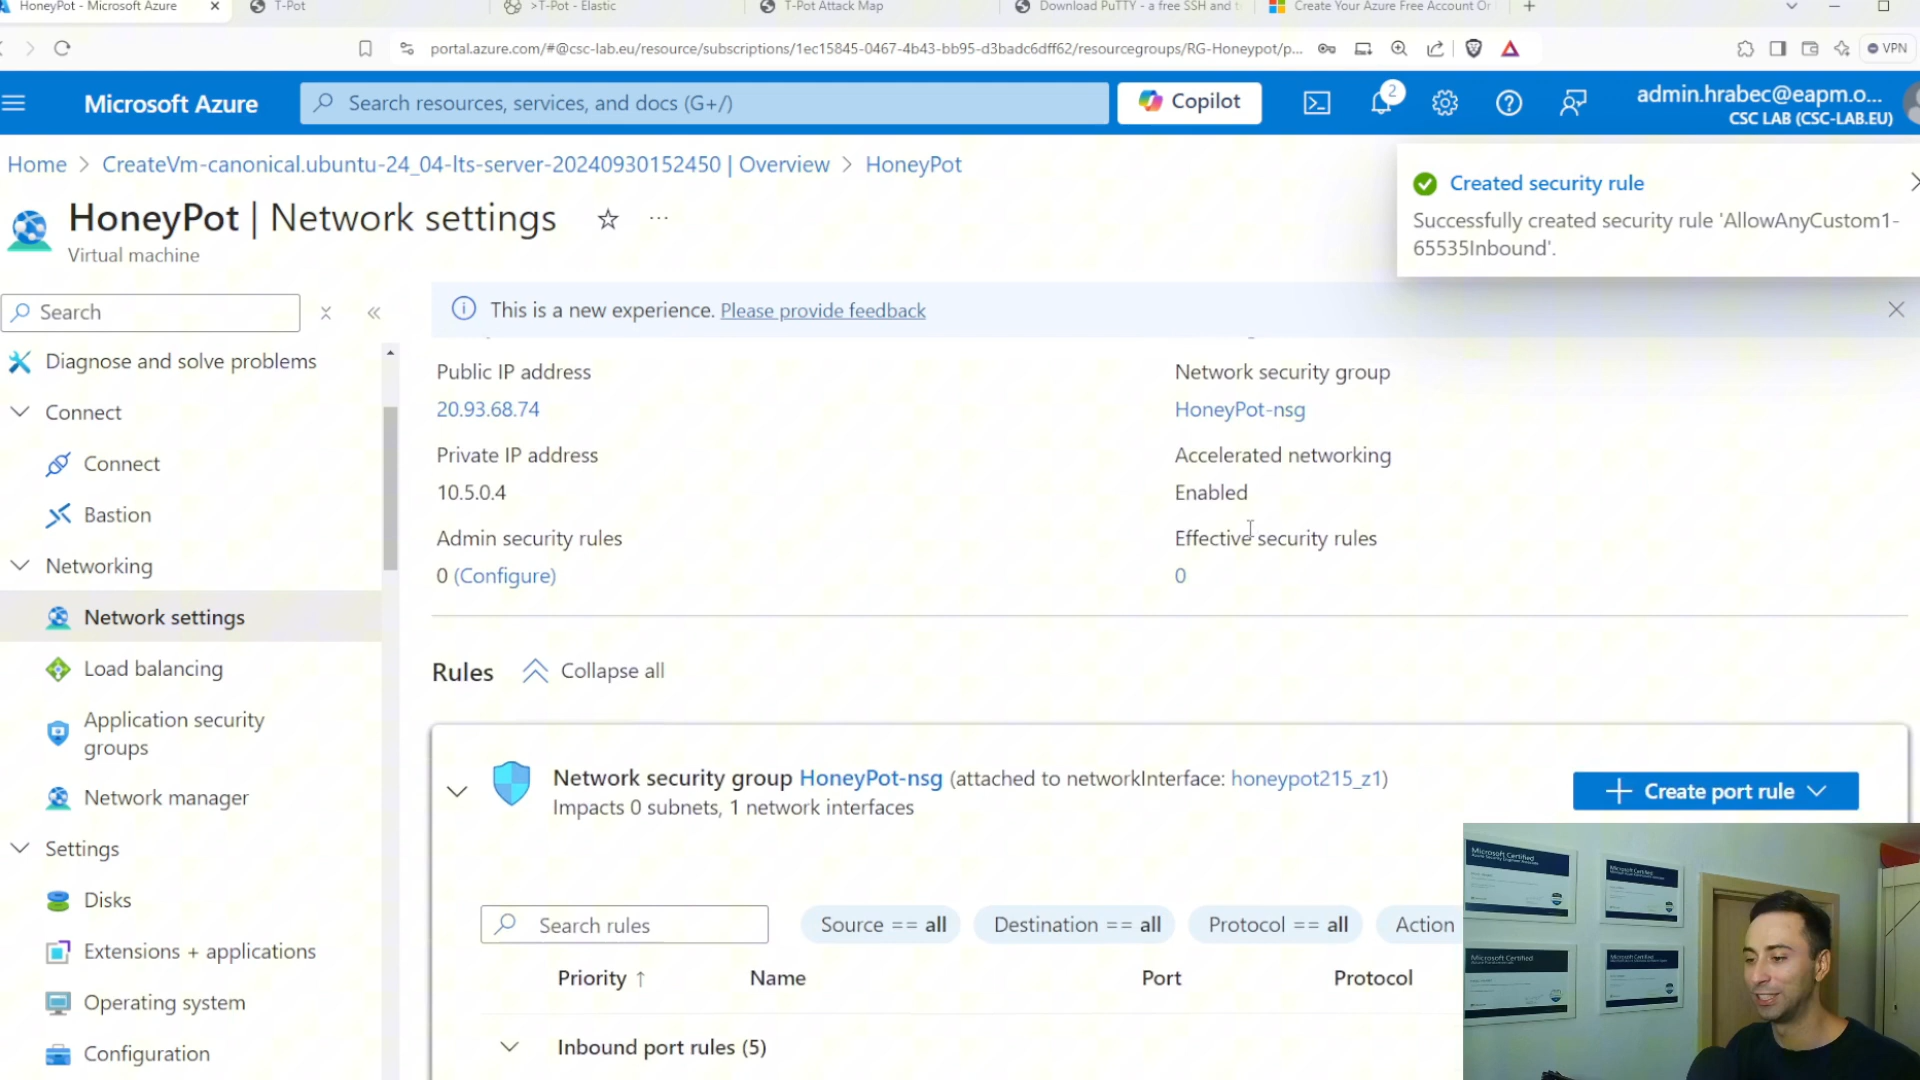 HoneyPot - Microsoft Azure
T-Pot
>T-Pot - Elastic
T-Pot Attack Map
Download PuTTY - a free SSH and t
Create Your Azure Free Account Or
portal.azure.com/#@csc-lab.eu/resource/subscriptions/1ec15845-0467-4b43-bb95-d3badc6dff62/resourcegroups/RG-Honeypot/p...
VPN
Microsoft Azure
Search resources, services, and docs (G+/)
Copilot
2
admin.hrabec@eapm.o...
CSC LAB (CSC-LAB.EU)
Home > CreateVm-canonical.ubuntu-24_04-lts-server-20240930152450 | Overview > HoneyPot
HoneyPot | Network settings
Virtual machine
Created security rule
Successfully created security rule 'AllowAnyCustom1-
65535Inbound'.
Search
This is a new experience. Please provide feedback
Diagnose and solve problems
Connect
Connect
Bastion
Networking
Network settings
Load balancing
Application security
groups
Network manager
Settings
Disks
Extensions + applications
Operating system
Configuration
Public IP address
20.93.68.74
Private IP address
10.5.0.4
Admin security rules
0 (Configure)
Network security group
HoneyPot-nsg
Accelerated networking
Enabled
Effective security rules
0
Rules
Collapse all
Network security group HoneyPot-nsg (attached to networkInterface: honeypot215_z1)
Impacts 0 subnets, 1 network interfaces
Create port rule
Search rules
Source == all
Destination == all
Protocol == all
Action
Priority ↑
Name
Port
Protocol
Inbound port rules (5)
Microsoft Certified
Microsoft Certified
Microsoft Certified
Microsoft Certified